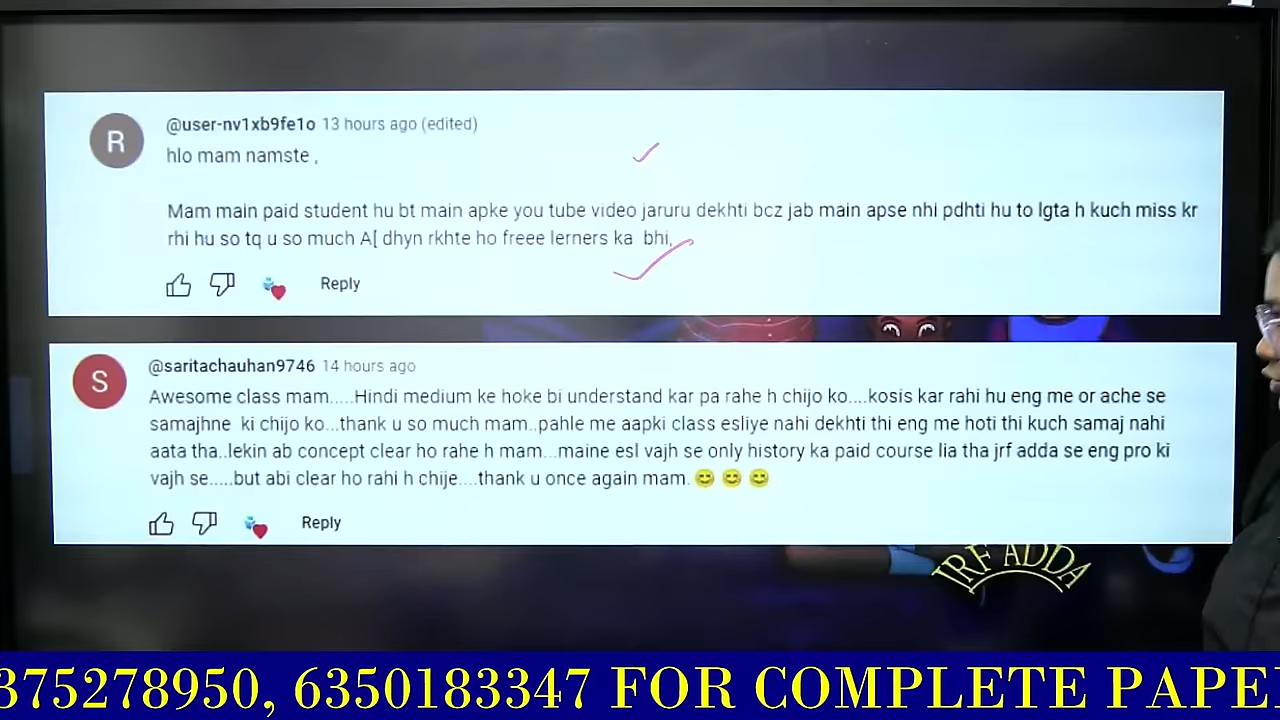 R
@user-nv1xb9fe1o 13 hours ago (edited)
hlo mam namste ,
Mam main paid student hu bt main apke you tube video jaruru dekhti bcz jab main apse nhi pdhti hu to lgta h kuch miss kr
rhi hu so tq u so much A[ dhyn rkhte ho freee lerners ka bhi,
Reply
S
@saritachauhan9746 14 hours ago
Awesome class mam.....Hindi medium ke hoke bi understand kar pa rahe h chijo ko....kosis kar rahi hu eng me or ache se
samajhne ki chijo ko...thank u so much mam..pahle me aapki class esliye nahi dekhti thi eng me hoti thi kuch samaj nahi
aata tha..lekin ab concept clear ho rahe h mam...maine esl vajh se only history ka paid course lia tha jrf adda se eng pro ki
vajh se.....but abi clear ho rahi h chije....thank u once again mam. 😊 😊 😊
Reply
JRF ADDA
375278950, 6350183347 FOR COMPLETE PAPE